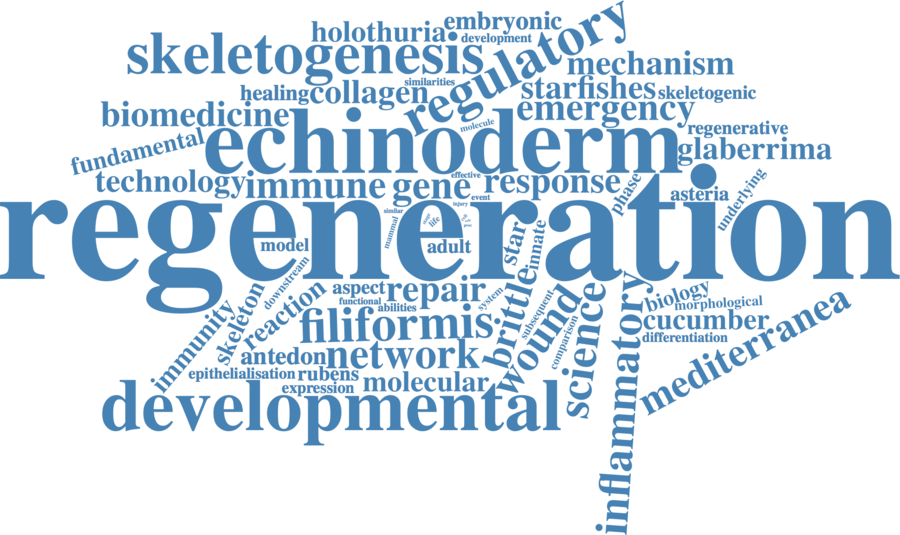 embryonic
holothuria
development
skeletogenesis
regulatory
mechanism
similarities
healing
collagen
starfishes
skeletogenic
biomedicine
emergency
molecule
regenerative
fundamental
echinoderm
glaberrima
technology
immune
gene
effective
response
phase
asteria
underlying
event
injury
regeneration
similar
mammal
stage
life
model
adult
star
innate
downstream
aspect
repair
system
functional
abilities
biology
morphological
immunity
skeleton
reaction
filiformis
brittle
subsequent
wound
comparison
science
inflammatory
cucumber
differentiation
mediterranea
antedon
network
epithelialisation
rubens
expression
molecular
developmental